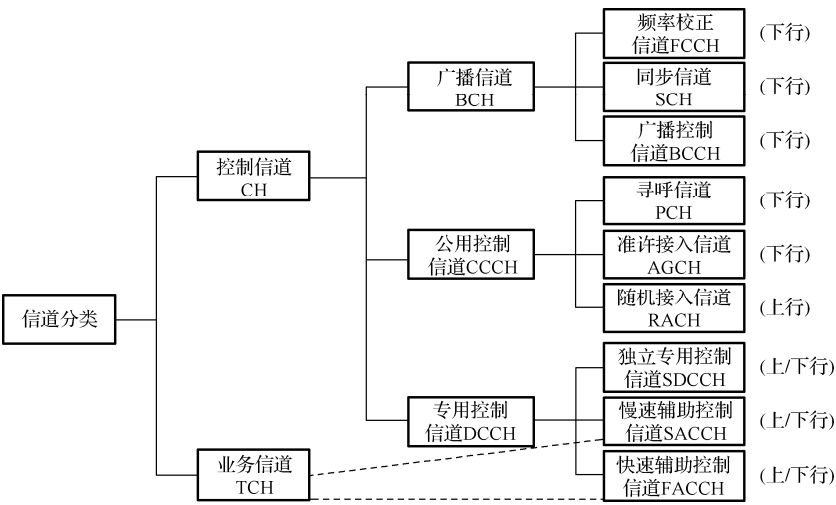 信道分类
控制信道
CH
业务信道
TCH
广播信道
BCH
公用控制
信道CCCH
专用控制
信道DCCH
频率校正
信道FCCH
(下行)
同步信道
SCH
(下行)
广播控制
信道BCCH
(下行)
寻呼信道
PCH
(下行)
准许接入信道
AGCH
(下行)
随机接入信道
RACH
(上行)
独立专用控制
信道SDCCH
(上/下行)
慢速辅助控制
信道SACCH
(上/下行)
快速辅助控制
信道FACCH
(上/下行)